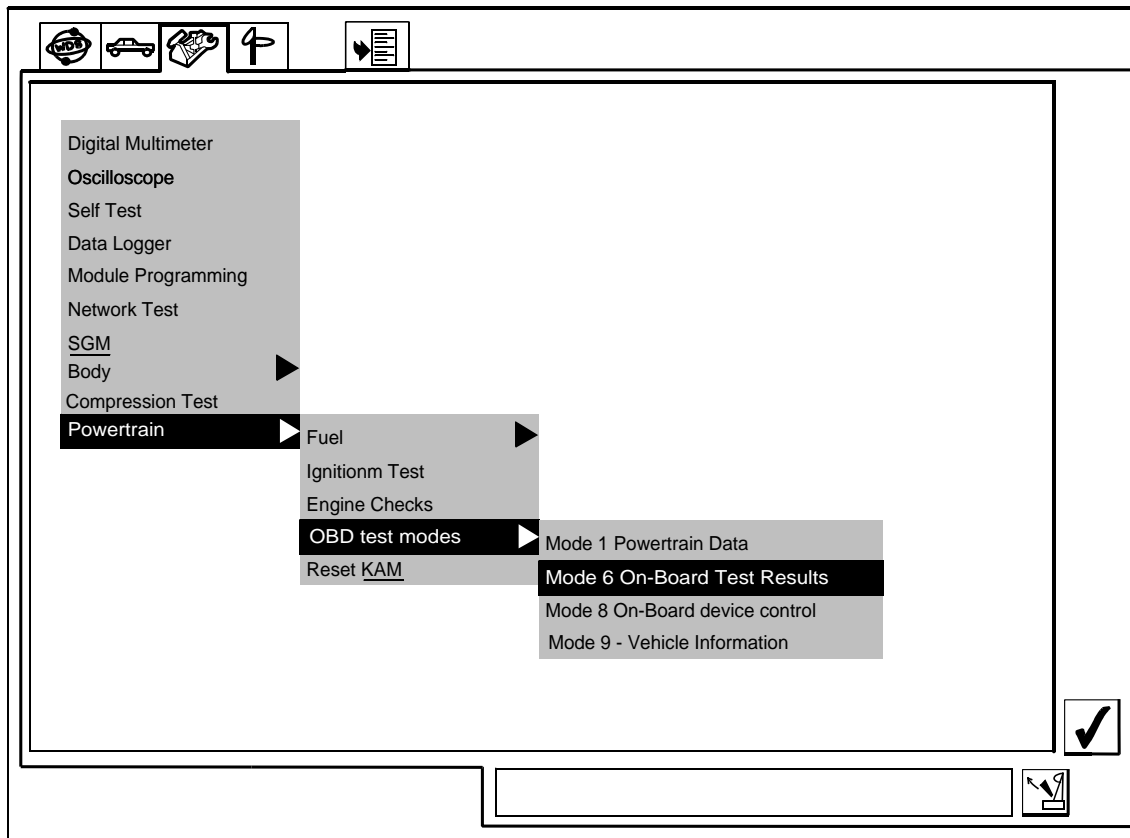 WDS
Digital Multimeter
Oscilloscope
Self Test
Data Logger
Module Programming
Network Test
SGM
Body
Compression Test
Powertrain
Fuel
Ignitionm Test
Engine Checks
OBD test modes
Reset KAM
Mode 1 Powertrain Data
Mode 6 On-Board Test Results
Mode 8 On-Board device control
Mode 9 - Vehicle Information